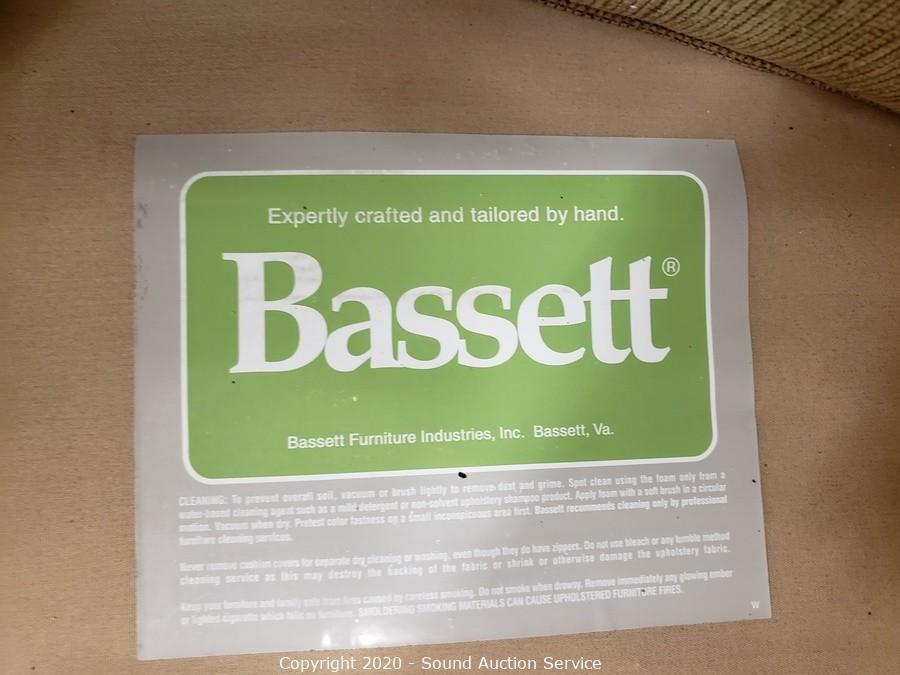 Expertly crafted and tailored by hand.
Bassett®
Bassett Furniture Industries, Inc. Bassett, Va.
CLEANING: To prevent overall soil, vacuum or brush lightly to remove dust and grime. Spot clean using the foam only from a
water-based cleaning agent such as a mild detergent or non-solvent upholstery shampoo product. Apply foam with a soft brush in a circular
motion. Vacuum when dry. Pretest color fastness on a small inconspicuous area first. Bassett recommends cleaning only by professional
furniture cleaning services.
Never remove cushion covers for separate dry cleaning or washing, even though they do have zippers. Do not use bleach or any tumble method
cleaning service as this may destroy the backing of the fabric or shrink or otherwise damage the upholstery fabric.
Keep your furniture and family safe from fires caused by careless smoking. Do not smoke when drowsy. Remove immediately any glowing ember
or lighted cigarette which falls on furniture. SMOLDERING SMOKING MATERIALS CAN CAUSE UPHOLSTERED FURNITURE FIRES.
W
Copyright 2020 - Sound Auction Service